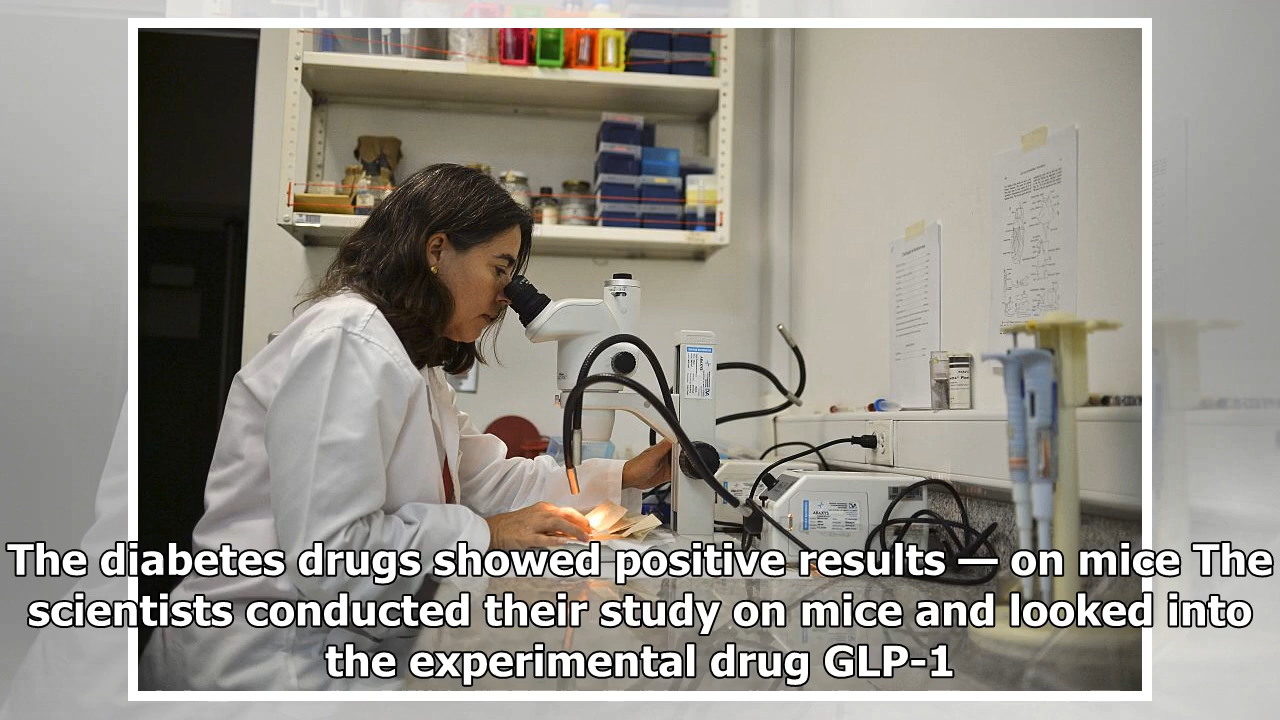 The diabetes drugs showed positive results — on mice The
scientists conducted their study on mice and looked into
the experimental drug GLP-1